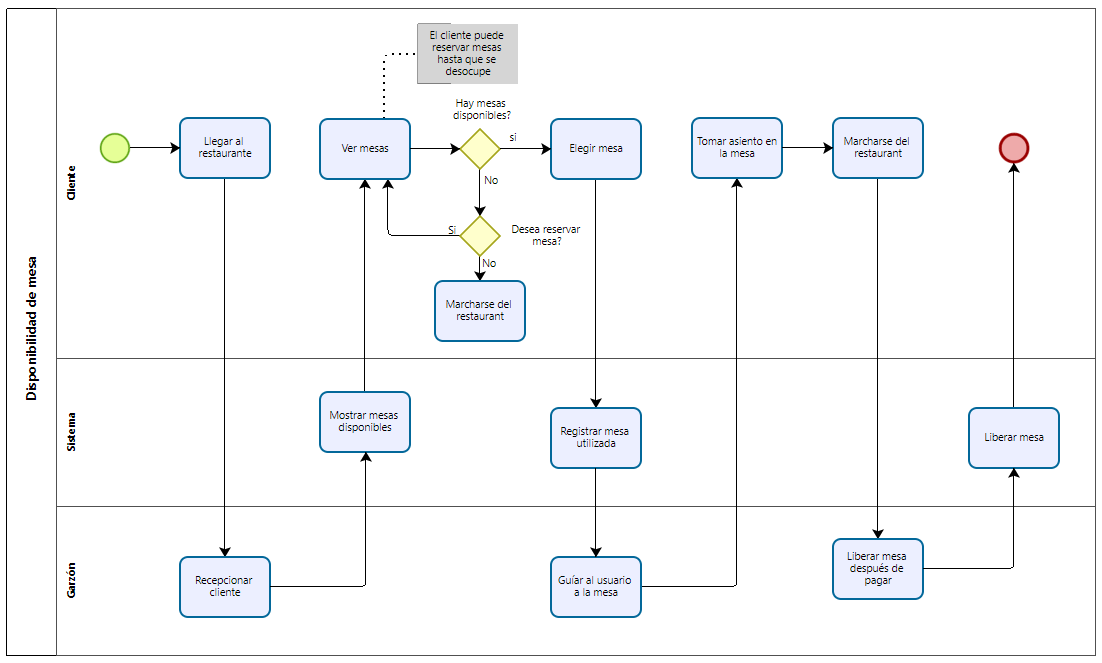 Disponibilidad de mesa
Cliente
El cliente puede
reservar mesas
hasta que se
desocupe
Llegar al
restaurante
Ver mesas
Hay mesas
disponibles?
si
Elegir mesa
Tomar asiento en
la mesa
Marcharse del
restaurant
No
Si
Desea reservar
mesa?
No
Marcharse del
restaurant
Sistema
Mostrar mesas
disponibles
Registrar mesa
utilizada
Liberar mesa
Garzón
Recepcionar
cliente
Guíar al usuario
a la mesa
Liberar mesa
después de
pagar